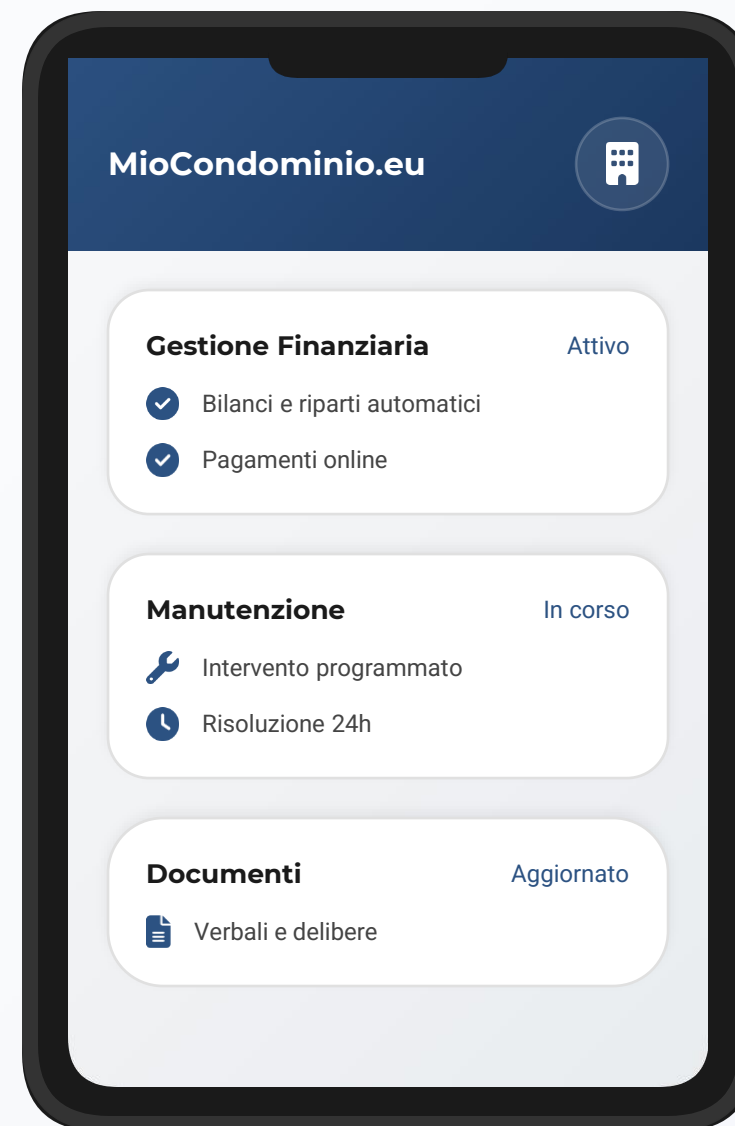 MioCondominio.eu
Gestione Finanziaria Attivo
Bilanci e riparti automatici
Pagamenti online
Manutenzione In corso
Intervento programmato
Risoluzione 24h
Documenti Aggiornato
Verbali e delibere